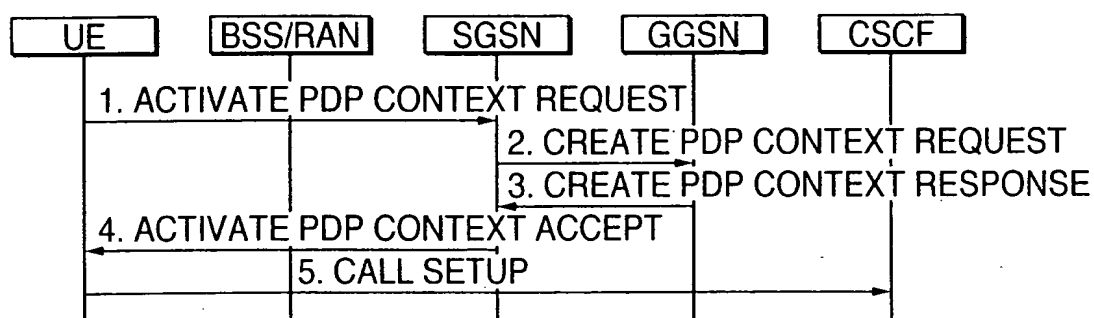 UE BSS/RAN SGSN GGSN CSCF
1. ACTIVATE PDP CONTEXT REQUEST
2. CREATE PDP CONTEXT REQUEST
3. CREATE PDP CONTEXT RESPONSE
4. ACTIVATE PDP CONTEXT ACCEPT
5. CALL SETUP